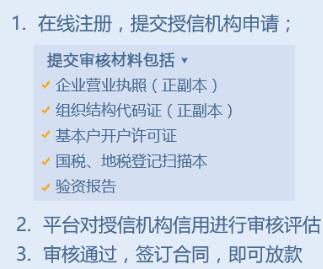 1. 在线注册，提交授信机构申请；
提交审核材料包括
企业营业执照（正副本）
组织结构代码证（正副本）
基本户开户许可证
国税、地税登记扫描本
验资报告
2. 平台对授信机构信用进行审核评估
3. 审核通过，签订合同，即可放款